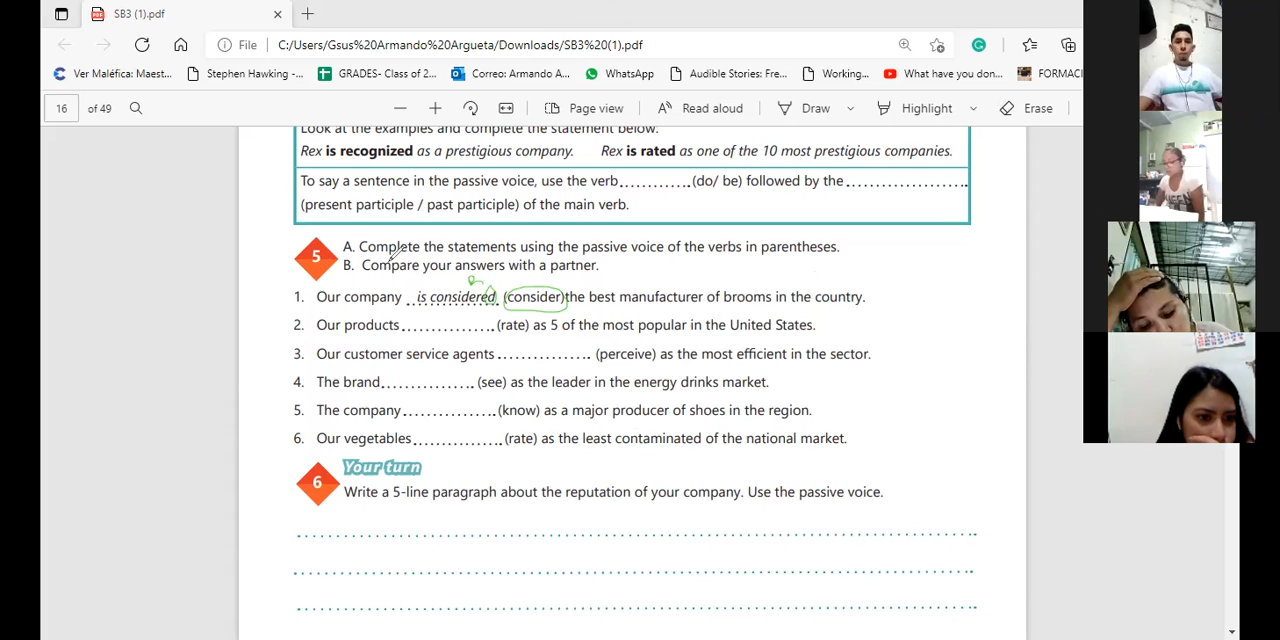 SB3 (1).pdf
File C:/Users/Gsus%20Armando%20Argueta/Downloads/SB3%20(1).pdf
Ver Maléfica: Maest... Stephen Hawking -... GRADES- Class of 2... Correo: Armando A... WhatsApp Audible Stories: Fre... Working... What have you don... FORMACI
16 of 49 Page view Read aloud Draw Highlight Erase
Look at the examples and complete the statement below:
Rex is recognized as a prestigious company. Rex is rated as one of the 10 most prestigious companies.
To say a sentence in the passive voice, use the verb............(do/ be) followed by the .....................
(present participle / past participle) of the main verb.
5 A. Complete the statements using the passive voice of the verbs in parentheses.
B. Compare your answers with a partner.
1. Our company ..is considered. (consider)the best manufacturer of brooms in the country.
2. Our products................(rate) as 5 of the most popular in the United States.
3. Our customer service agents ................ (perceive) as the most efficient in the sector.
4. The brand................ (see) as the leader in the energy drinks market.
5. The company................ (know) as a major producer of shoes in the region.
6. Our vegetables................(rate) as the least contaminated of the national market.
6 Your turn
Write a 5-line paragraph about the reputation of your company. Use the passive voice.